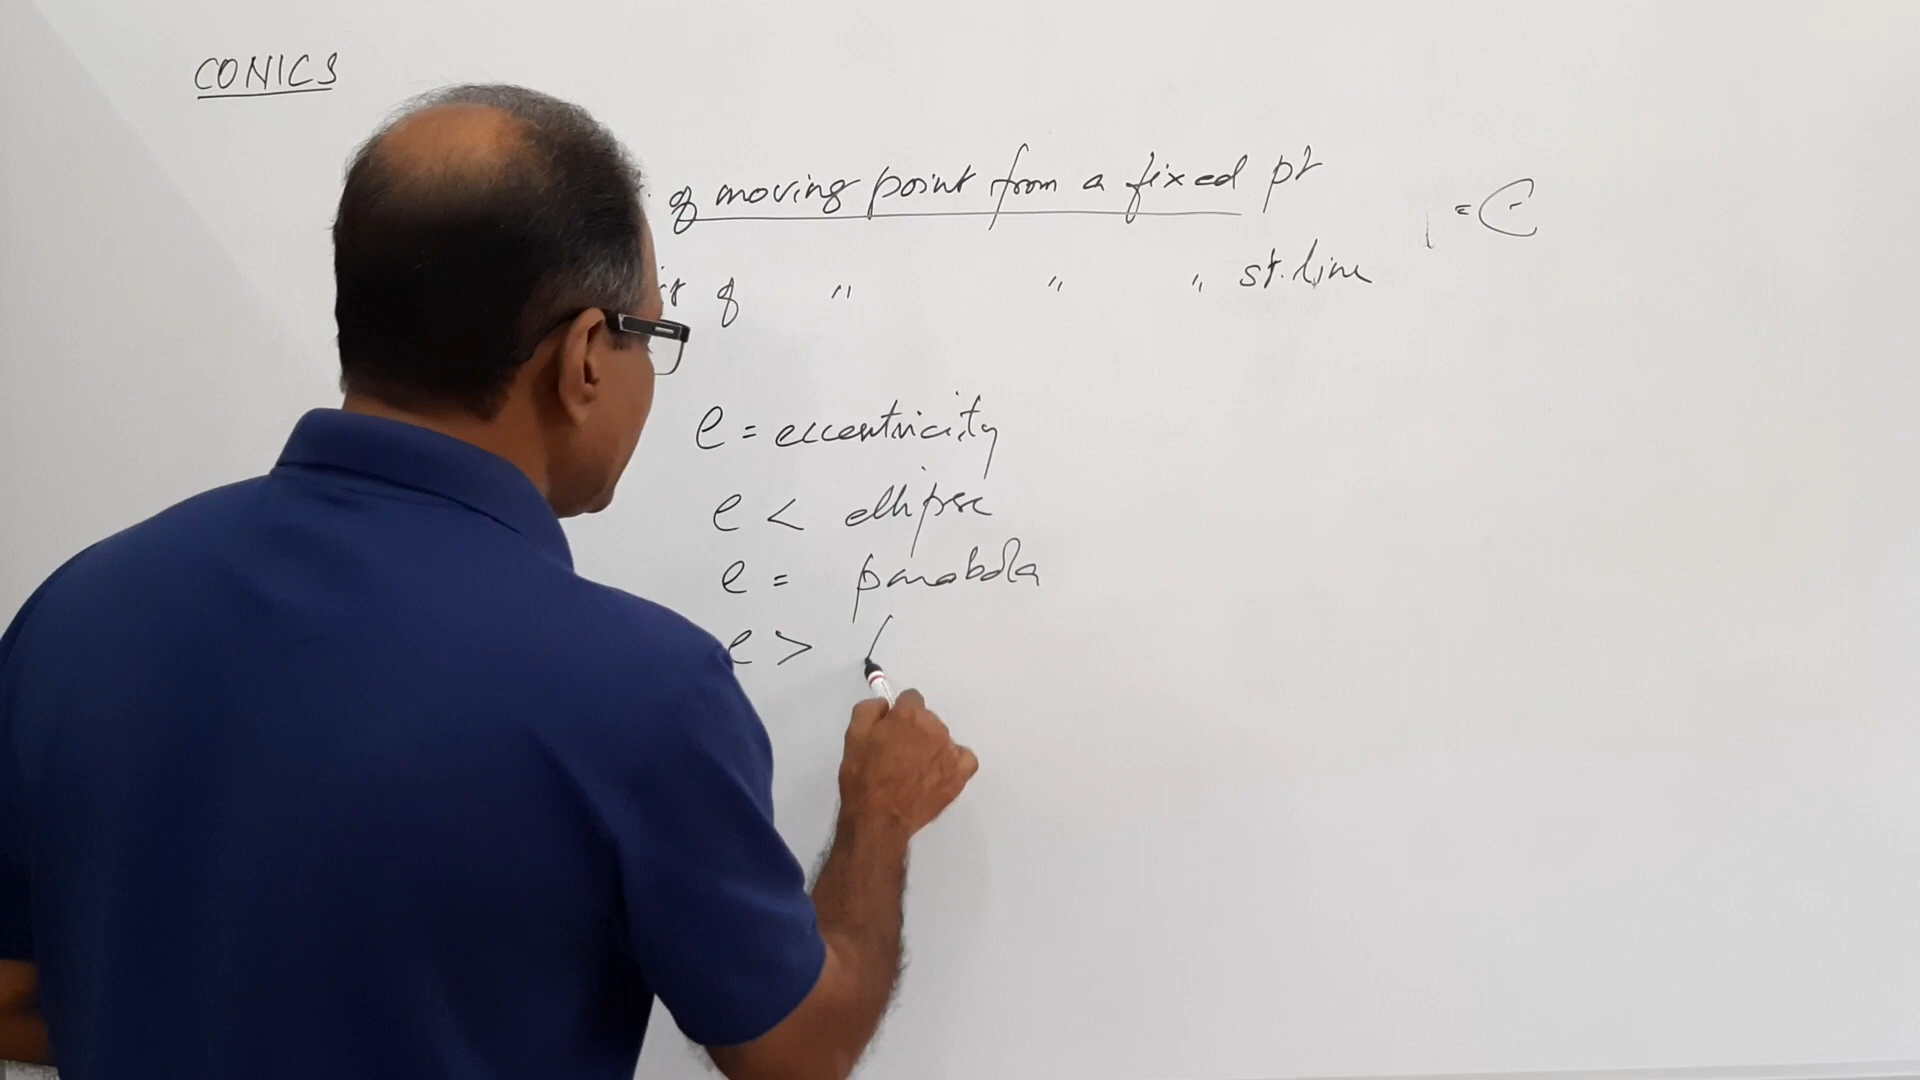 CONICS
of moving point from a fixed pt
= e
of " " " st. line
e = eccentricity
e < ellipse
e = parabola
e >